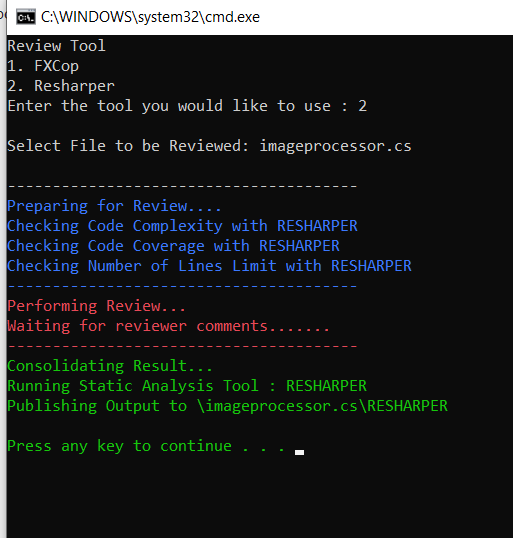 C:\WINDOWS\system32\cmd.exe
Review Tool
1. FXCop
2. Resharper
Enter the tool you would like to use : 2
Select File to be Reviewed: imageprocessor.cs
---------------------------------------
Preparing for Review....
Checking Code Complexity with RESHARPER
Checking Code Coverage with RESHARPER
Checking Number of Lines Limit with RESHARPER
---------------------------------------
Performing Review...
Waiting for reviewer comments.......
---------------------------------------
Consolidating Result...
Running Static Analysis Tool : RESHARPER
Publishing Output to \imageprocessor.cs\RESHARPER
Press any key to continue . . .